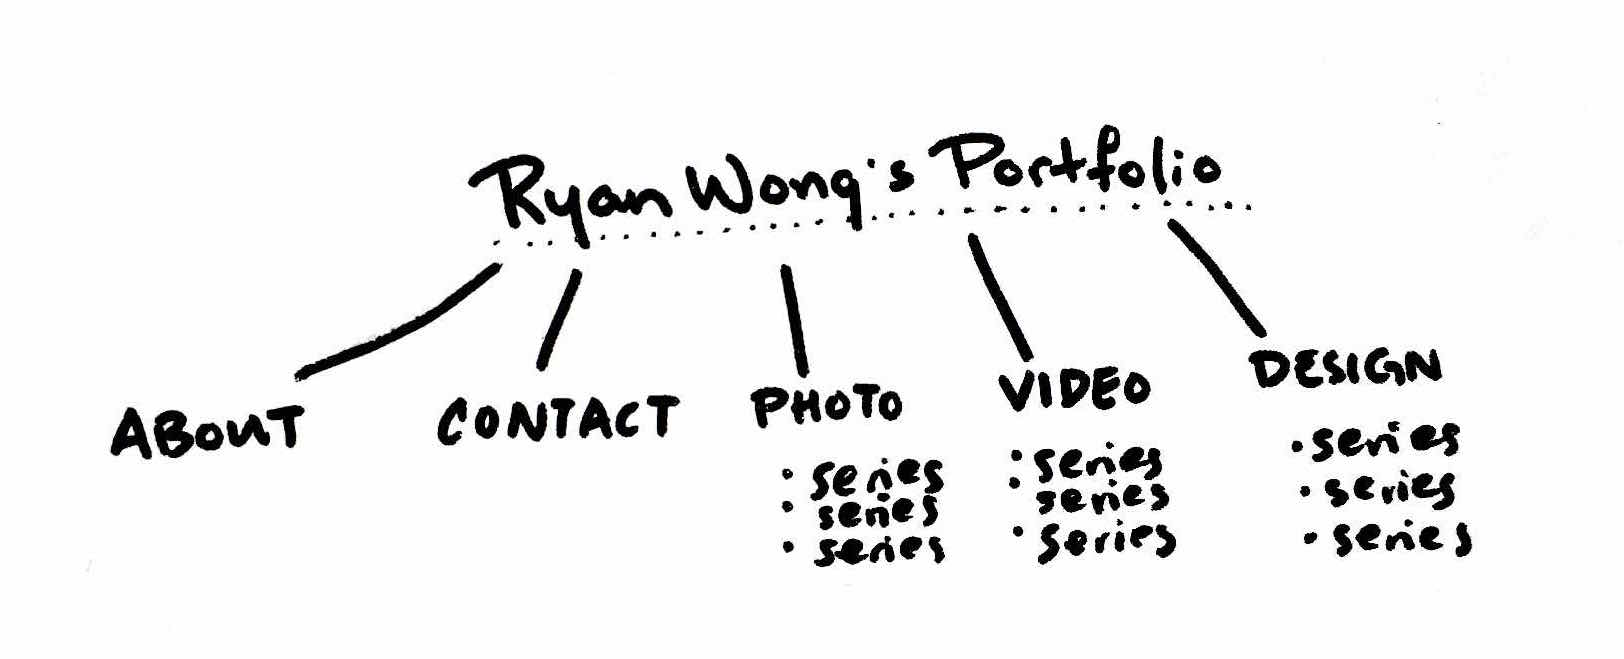 Ryan Wong's Portfolio
ABOUT
CONTACT
PHOTO
• series
• series
• series
VIDEO
• series
• series
• series
DESIGN
• series
• series
• series